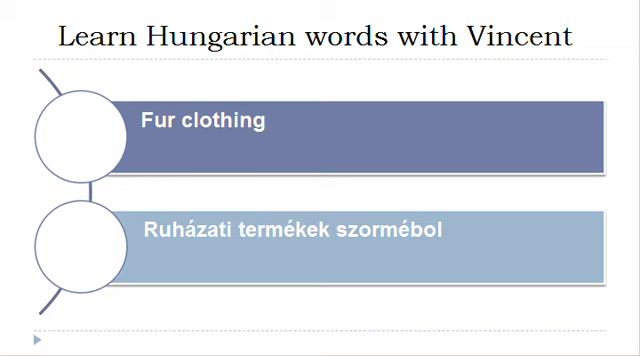 Learn Hungarian words with Vincent
Fur clothing
Ruházati termékek szormébol